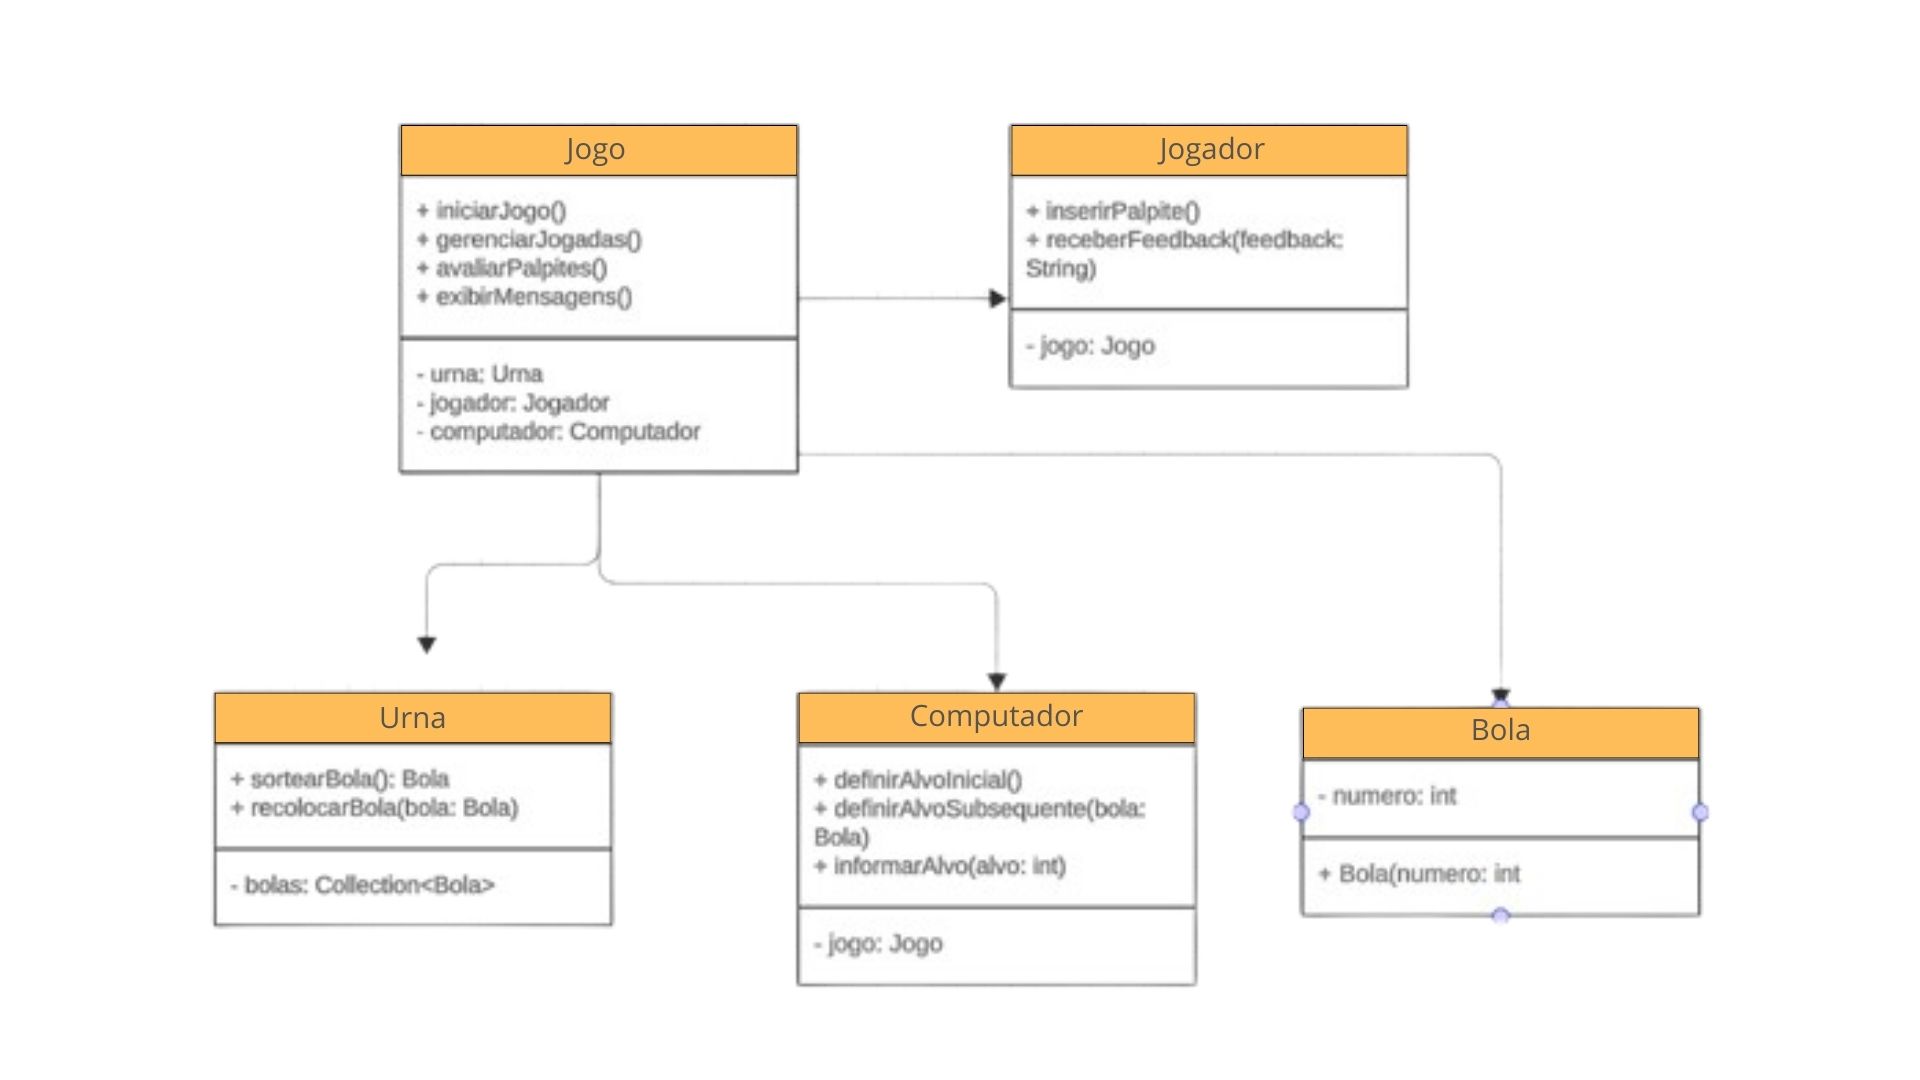 Jogo
+ iniciarJogo()
+ gerenciarJogadas()
+ avaliarPalpites()
+ exibirMensagens()
- urna: Urna
- jogador: Jogador
- computador: Computador
Jogador
+ inserirPalpite()
+ receberFeedback(feedback:
String)
- jogo: Jogo
Urna
+ sortearBola(): Bola
+ recolocarBola(bola: Bola)
- bolas: Collection<Bola>
Computador
+ definirAlvoInicial()
+ definirAlvoSubsequente(bola:
Bola)
+ informarAlvo(alvo: int)
- jogo: Jogo
Bola
- numero: int
+ Bola(numero: int